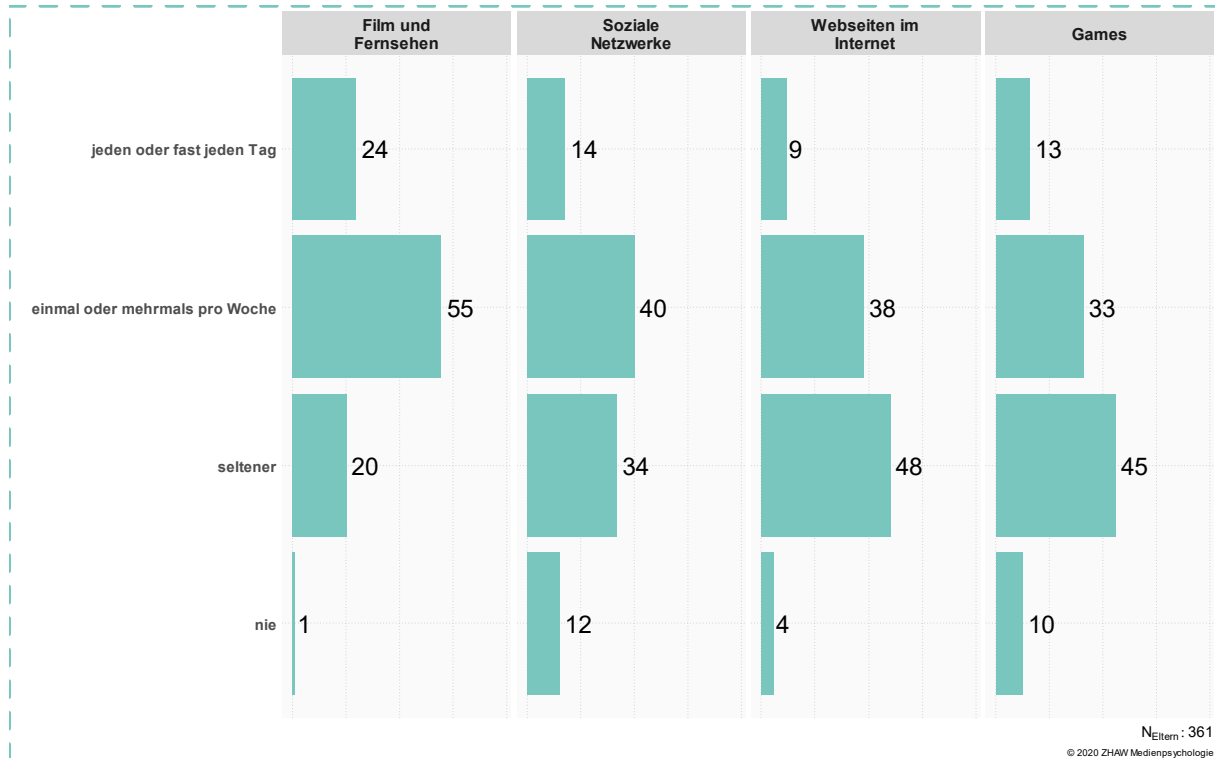 Film und
Fernsehen
Soziale
Netzwerke
Webseiten im
Internet
Games
jeden oder fast jeden Tag
24
14
9
13
einmal oder mehrmals pro Woche
55
40
38
33
seltener
20
34
48
45
nie
1
12
4
10
NEltern: 361
© 2020 ZHAW Medienpsychologie